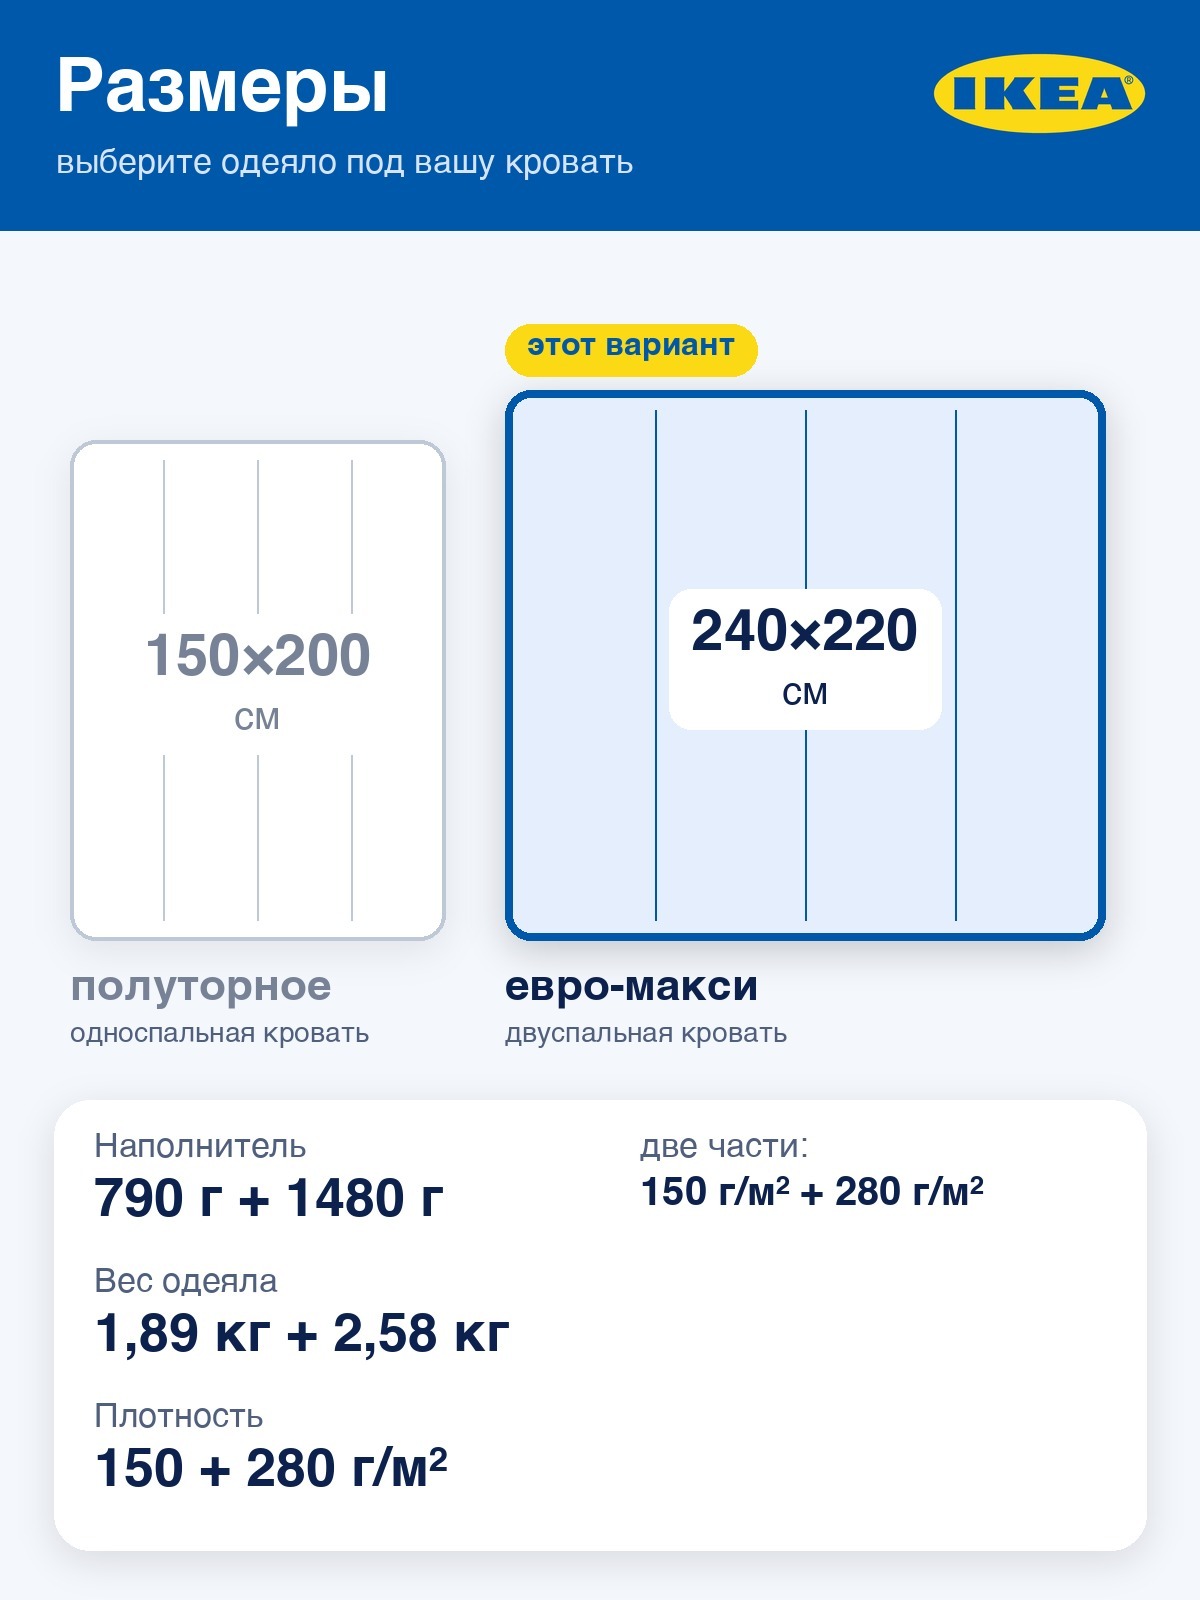 Размеры
IKEA®
выберите одеяло под вашу кровать
этот вариант
150×200
см
240×220
см
полуторное
односпальная кровать
евро-макси
двуспальная кровать
Наполнитель
790 г + 1480 г
две части:
150 г/м² + 280 г/м²
Вес одеяла
1,89 кг + 2,58 кг
Плотность
150 + 280 г/м²